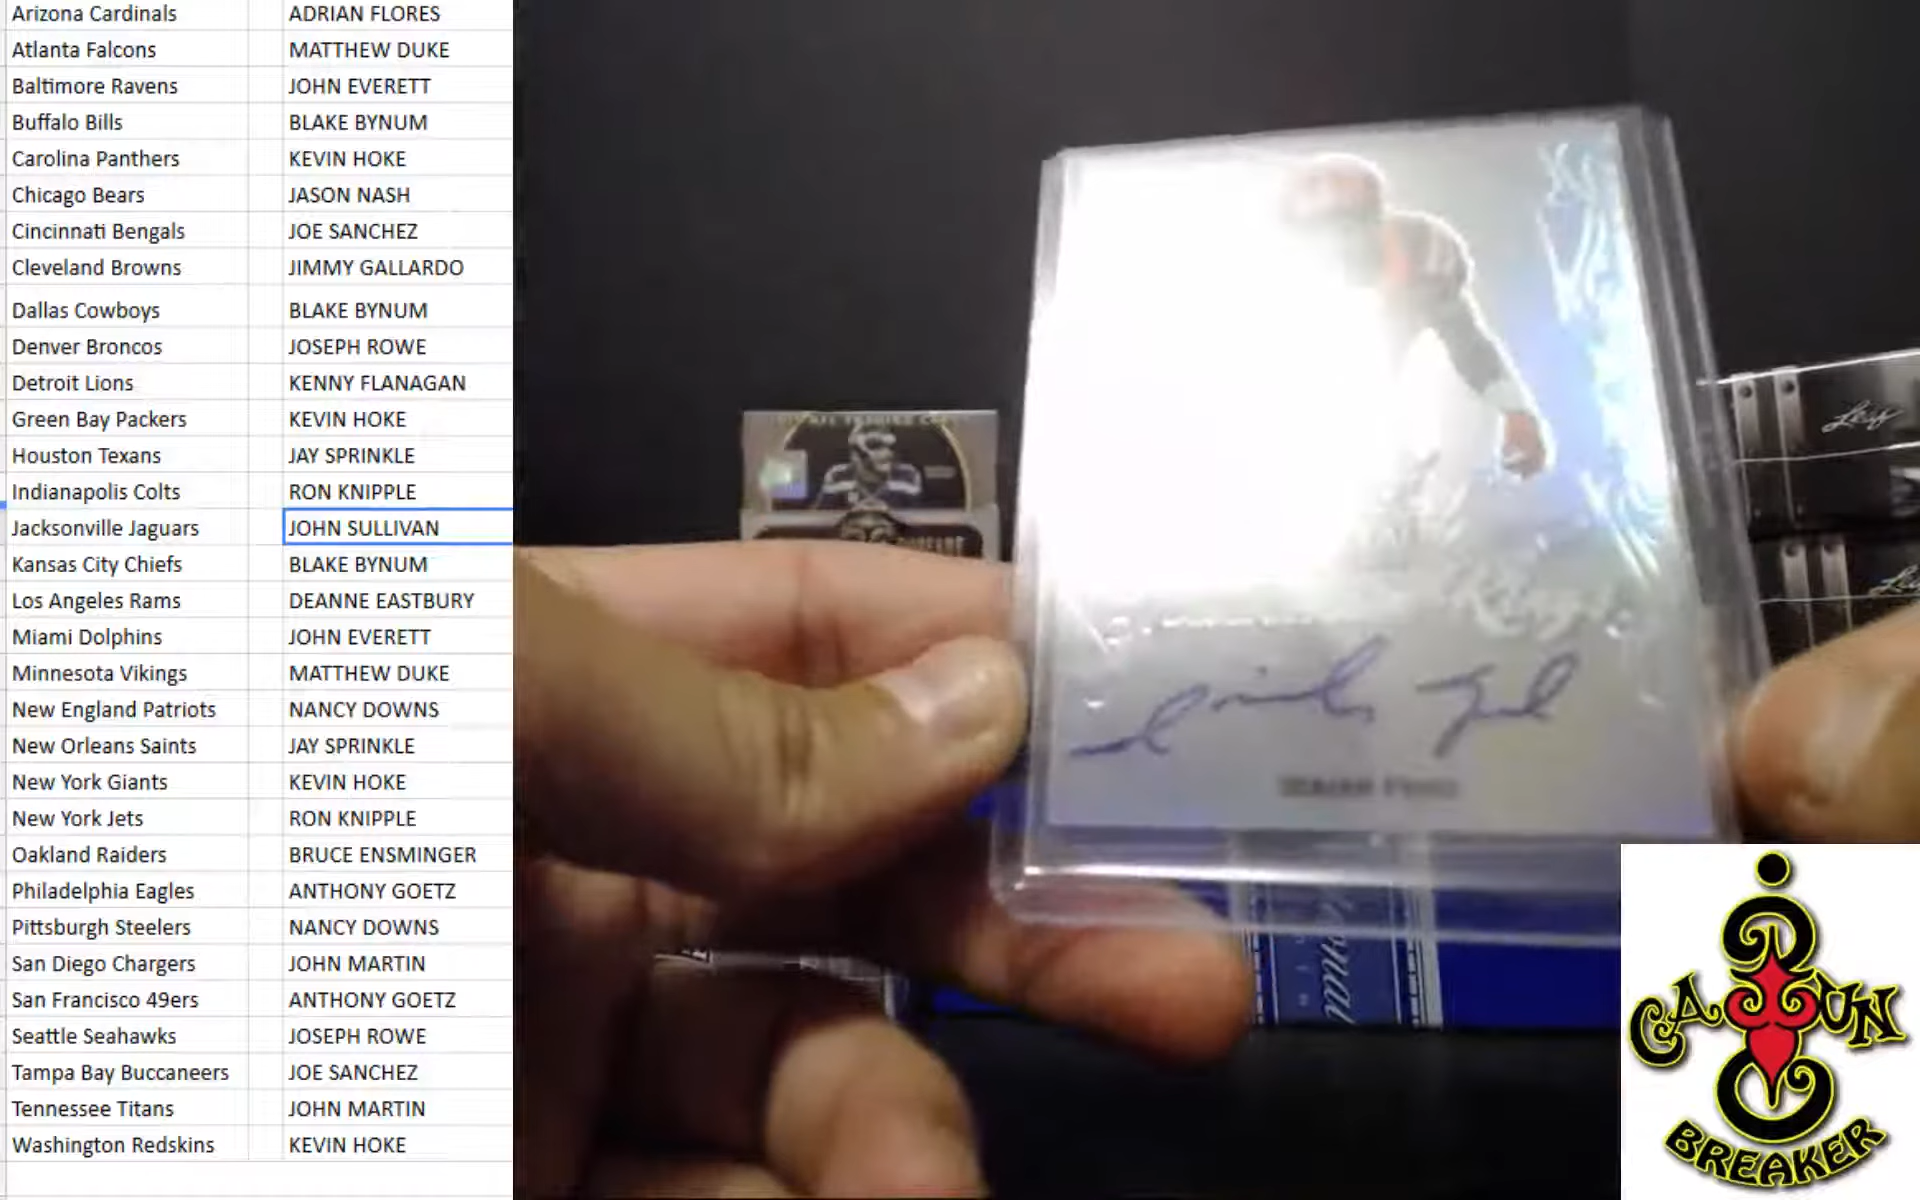 Arizona Cardinals ADRIAN FLORES
Atlanta Falcons MATTHEW DUKE
Baltimore Ravens JOHN EVERETT
Buffalo Bills BLAKE BYNUM
Carolina Panthers KEVIN HOKE
Chicago Bears JASON NASH
Cincinnati Bengals JOE SANCHEZ
Cleveland Browns JIMMY GALLARDO
Dallas Cowboys BLAKE BYNUM
Denver Broncos JOSEPH ROWE
Detroit Lions KENNY FLANAGAN
Green Bay Packers KEVIN HOKE
Houston Texans JAY SPRINKLE
Indianapolis Colts RON KNIPPLE
Jacksonville Jaguars JOHN SULLIVAN
Kansas City Chiefs BLAKE BYNUM
Los Angeles Rams DEANNE EASTBURY
Miami Dolphins JOHN EVERETT
Minnesota Vikings MATTHEW DUKE
New England Patriots NANCY DOWNS
New Orleans Saints JAY SPRINKLE
New York Giants KEVIN HOKE
New York Jets RON KNIPPLE
Oakland Raiders BRUCE ENSMINGER
Philadelphia Eagles ANTHONY GOETZ
Pittsburgh Steelers NANCY DOWNS
San Diego Chargers JOHN MARTIN
San Francisco 49ers ANTHONY GOETZ
Seattle Seahawks JOSEPH ROWE
Tampa Bay Buccaneers JOE SANCHEZ
Tennessee Titans JOHN MARTIN
Washington Redskins KEVIN HOKE
Leaf
CAJUN
BREAKER